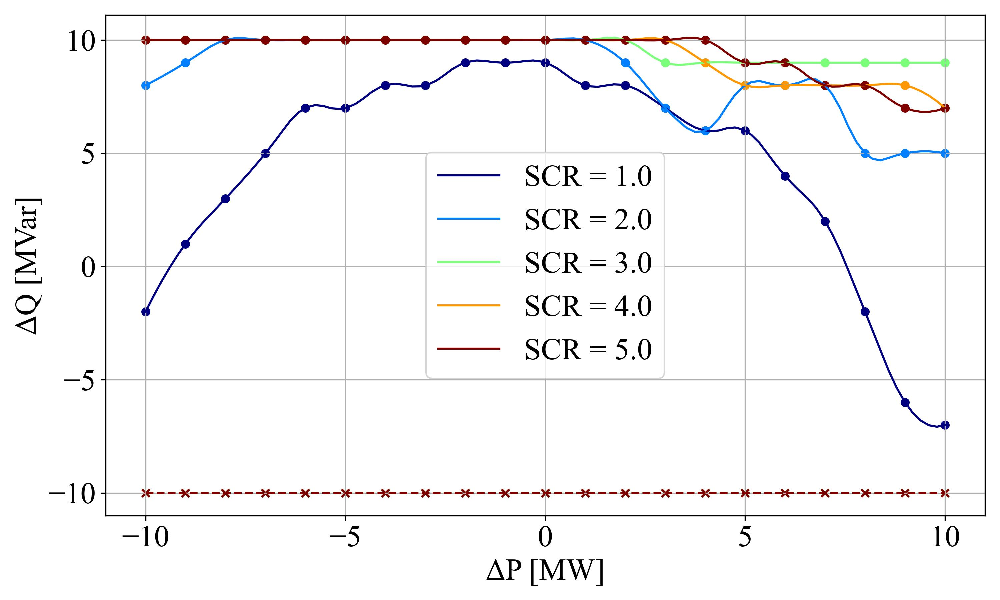 10
5
0
−5
−10
ΔQ [MVar]
SCR = 1.0
SCR = 2.0
SCR = 3.0
SCR = 4.0
SCR = 5.0
−10 −5 0 5 10
ΔP [MW]